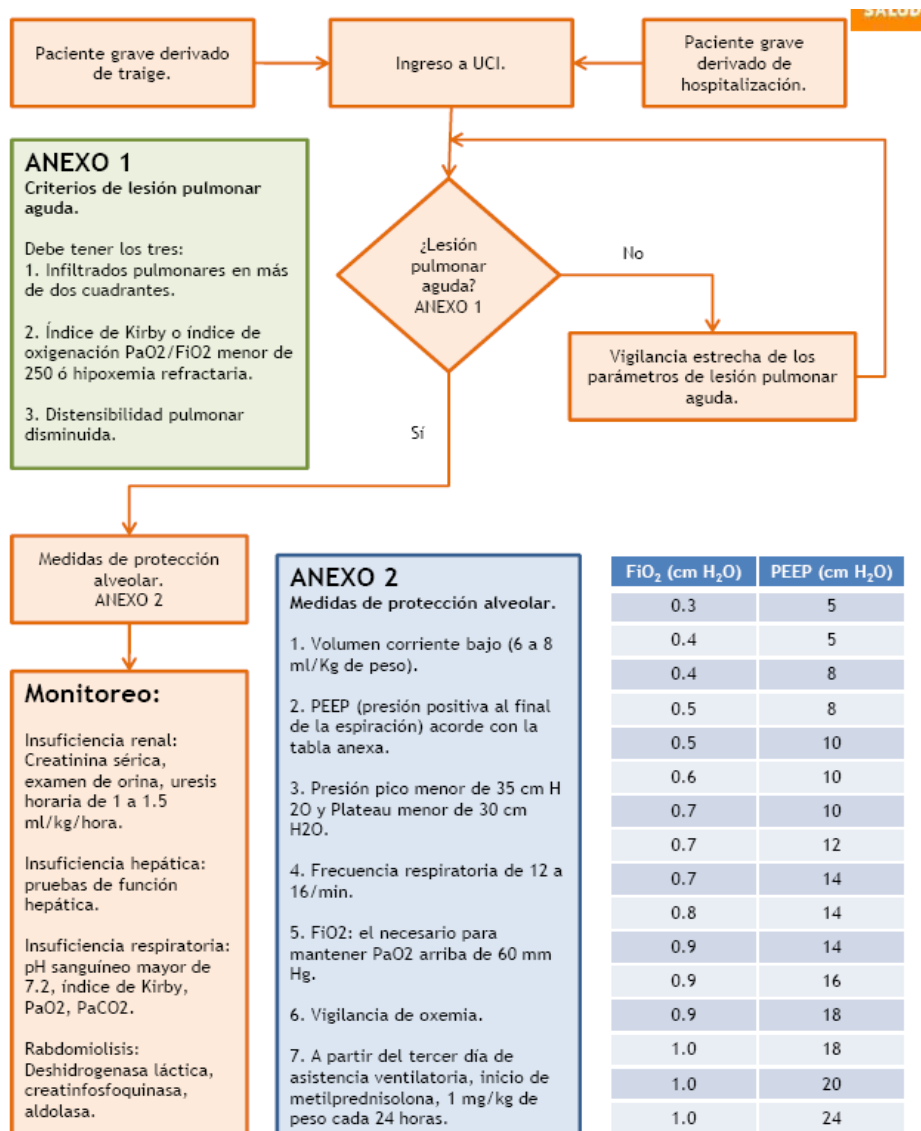 SALUD
Paciente grave derivado
de traige.
Ingreso a UCI.
Paciente grave
derivado de
hospitalización.
ANEXO 1
Criterios de lesión pulmonar
aguda.
Debe tener los tres:
1. Infiltrados pulmonares en más
de dos cuadrantes.
2. Índice de Kirby o índice de
oxigenación PaO2/FiO2 menor de
250 ó hipoxemia refractaria.
3. Distensibilidad pulmonar
disminuida.
¿Lesión
pulmonar
aguda?
ANEXO 1
No
Vigilancia estrecha de los
parámetros de lesión pulmonar
aguda.
Sí
Medidas de protección
alveolar.
ANEXO 2
Monitoreo:
Insuficiencia renal:
Creatinina sérica,
examen de orina, uresis
horaria de 1 a 1.5
ml/kg/hora.
Insuficiencia hepática:
pruebas de función
hepática.
Insuficiencia respiratoria:
pH sanguíneo mayor de
7.2, índice de Kirby,
PaO2, PaCO2.
Rabdomiolisis:
Deshidrogenasa láctica,
creatinfosfoquinasa,
aldolasa.
ANEXO 2
Medidas de protección alveolar.
1. Volumen corriente bajo (6 a 8
ml/Kg de peso).
2. PEEP (presión positiva al final
de la espiración) acorde con la
tabla anexa.
3. Presión pico menor de 35 cm H
2O y Plateau menor de 30 cm
H2O.
4. Frecuencia respiratoria de 12 a
16/min.
5. FiO2: el necesario para
mantener PaO2 arriba de 60 mm
Hg.
6. Vigilancia de oxemia.
7. A partir del tercer día de
asistencia ventilatoria, inicio de
metilprednisolona, 1 mg/kg de
peso cada 24 horas.
FiO₂ (cm H₂O) PEEP (cm H₂O)
0.3 5
0.4 5
0.4 8
0.5 8
0.5 10
0.6 10
0.7 10
0.7 12
0.7 14
0.8 14
0.9 14
0.9 16
0.9 18
1.0 18
1.0 20
1.0 24